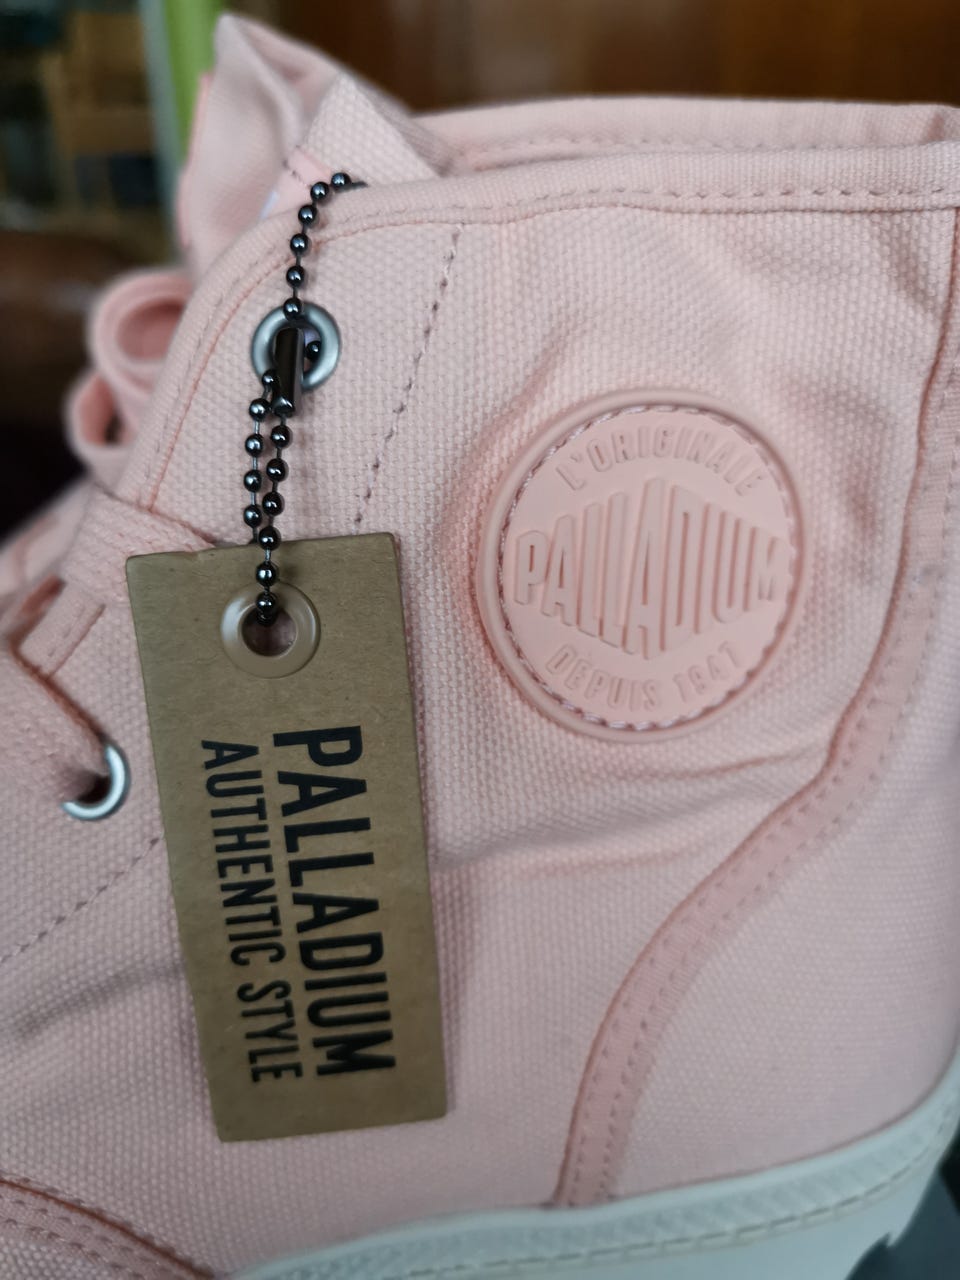 L'ORIGINALE
PALLADIUM
DEPUIS 1947
PALLADIUM
AUTHENTIC STYLE